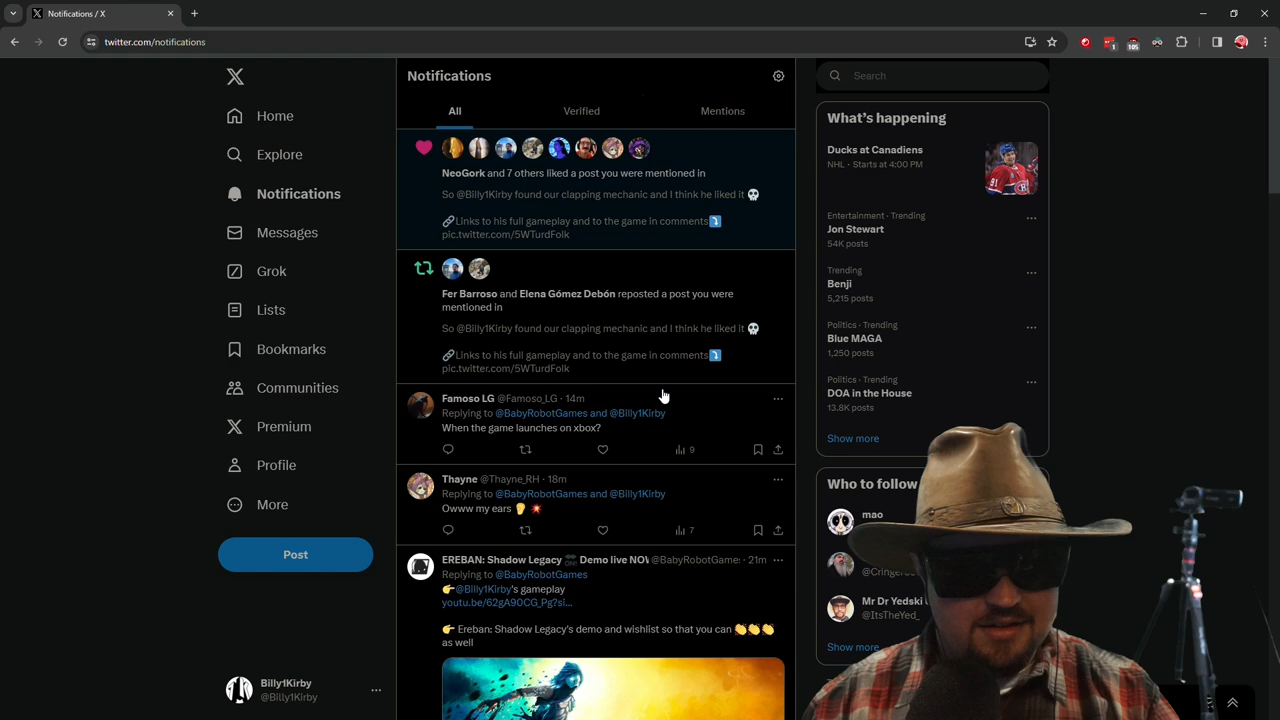 Notifications / X
twitter.com/notifications
1
105
Home
Explore
Notifications
Messages
Grok
Lists
Bookmarks
Communities
Premium
Profile
More
Post
Billy1Kirby
@Billy1Kirby
Notifications
All
Verified
Mentions
NeoGork and 7 others liked a post you were mentioned in
So @Billy1Kirby found our clapping mechanic and I think he liked it 💀
🔗Links to his full gameplay and to the game in comments⤵️
pic.twitter.com/5WTurdFolk
Fer Barroso and Elena Gómez Debón reposted a post you were
mentioned in
So @Billy1Kirby found our clapping mechanic and I think he liked it 💀
🔗Links to his full gameplay and to the game in comments⤵️
pic.twitter.com/5WTurdFolk
Famoso LG @Famoso_LG · 14m
Replying to @BabyRobotGames and @Billy1Kirby
When the game launches on xbox?
9
Thayne @Thayne_RH · 18m
Replying to @BabyRobotGames and @Billy1Kirby
Owww my ears 👂 💥
7
EREBAN: Shadow Legacy Demo live NOW @BabyRobotGames · 21m
Replying to @BabyRobotGames
👉@Billy1Kirby's gameplay
youtu.be/62gA90CG_Pg?si...
👉 Ereban: Shadow Legacy's demo and wishlist so that you can 👏👏👏
as well
Search
What's happening
Ducks at Canadiens
NHL · Starts at 4:00 PM
Entertainment · Trending
Jon Stewart
54K posts
Trending
Benji
5,215 posts
Politics · Trending
Blue MAGA
1,250 posts
Politics · Trending
DOA in the House
13.8K posts
Show more
Who to follow
mao
Mr Dr Yedski
@ItsTheYed_
Show more